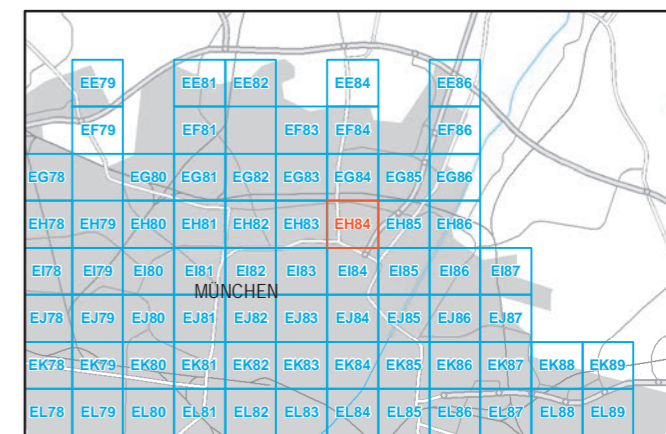 EE79 EE81 EE82 EE84 EE86
EF79 EF81 EF83 EF84 EF86
EG78 EG80 EG81 EG82 EG83 EG84 EG85 EG86
EH78 EH79 EH80 EH81 EH82 EH83 EH84 EH85 EH86
EI78 EI79 EI80 EI81 EI82 EI83 EI84 EI85 EI86 EI87
MÜNCHEN
EJ78 EJ79 EJ80 EJ81 EJ82 EJ83 EJ84 EJ85 EJ86 EJ87
EK78 EK79 EK80 EK81 EK82 EK83 EK84 EK85 EK86 EK87 EK88 EK89
EL78 EL79 EL80 EL81 EL82 EL83 EL84 EL85 EL86 EL87 EL88 EL89